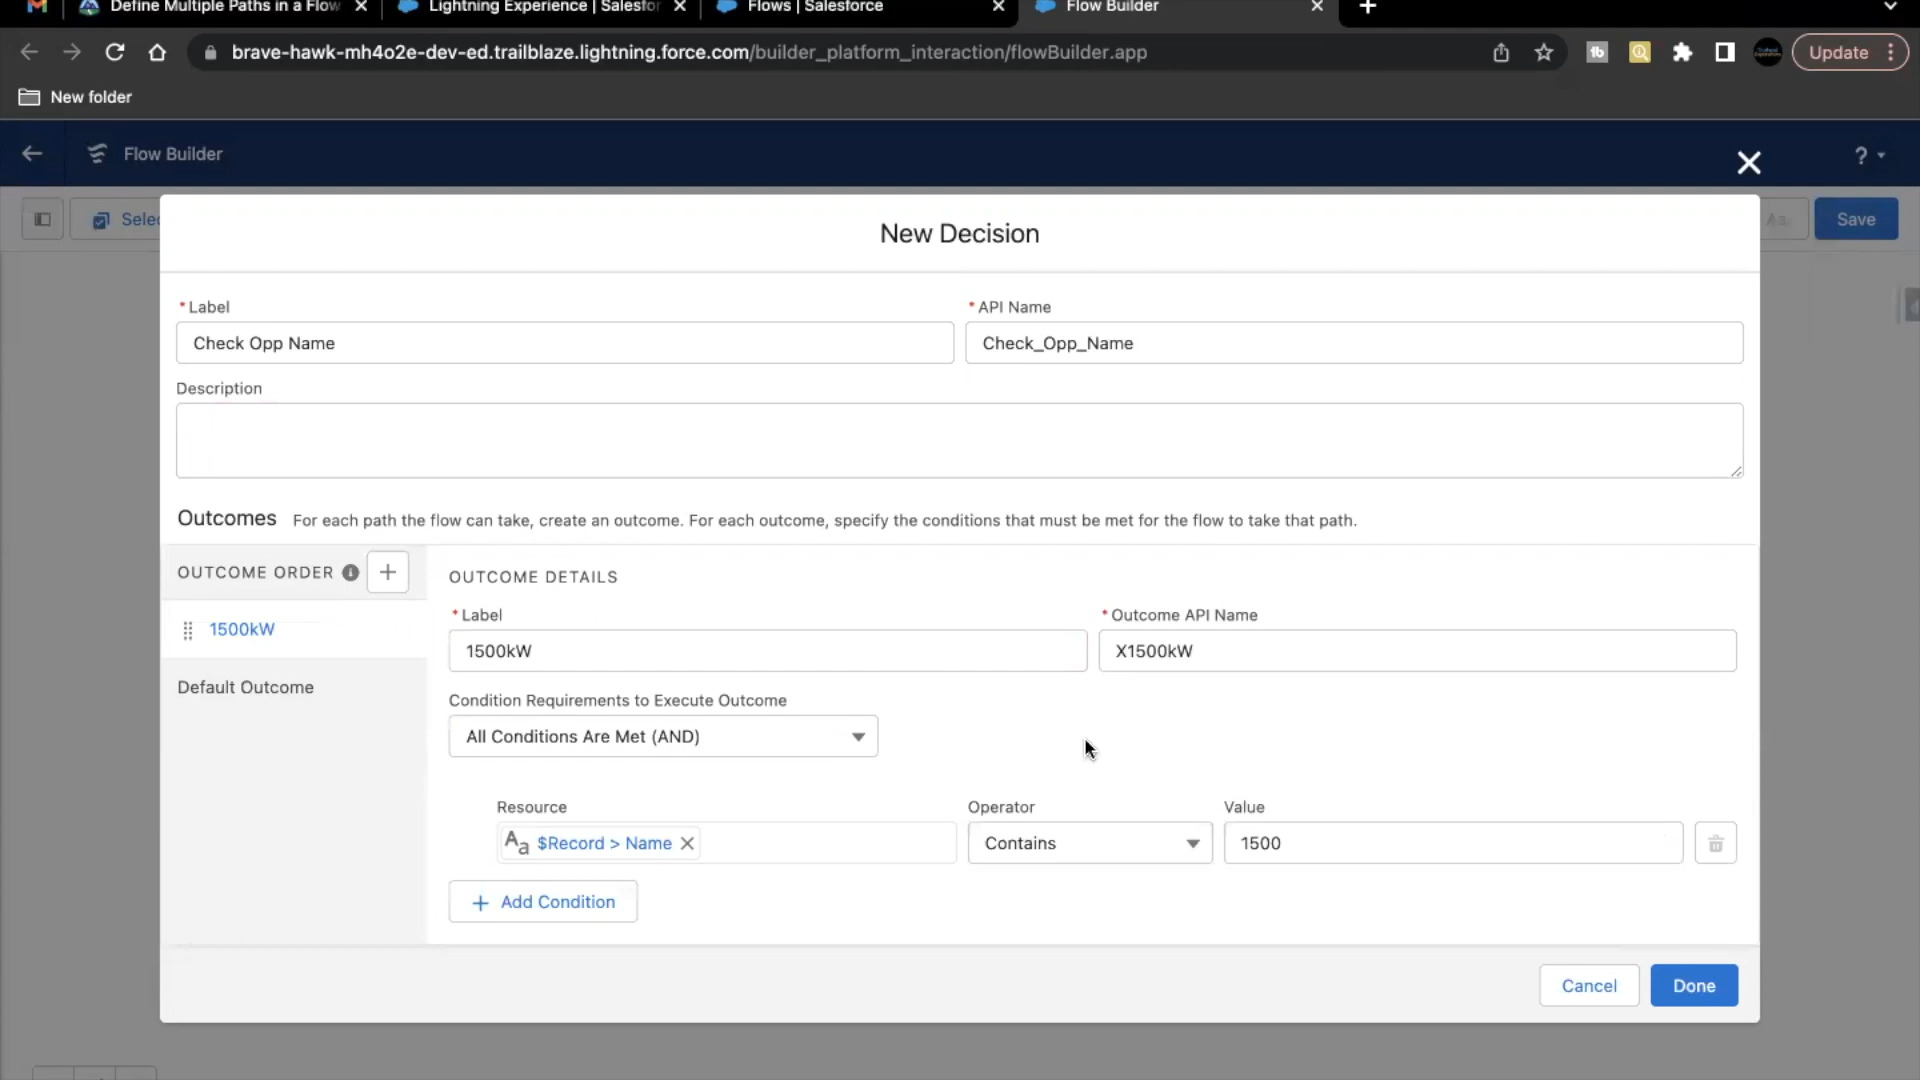 Define Multiple Paths in a Flow
Lightning Experience | Salesfor
Flows | Salesforce
Flow Builder
brave-hawk-mh4o2e-dev-ed.trailblaze.lightning.force.com/builder_platform_interaction/flowBuilder.app
Update
New folder
Flow Builder
?
Selec
As
Save
New Decision
* Label
* API Name
Check Opp Name
Check_Opp_Name
Description
Outcomes For each path the flow can take, create an outcome. For each outcome, specify the conditions that must be met for the flow to take that path.
OUTCOME ORDER
OUTCOME DETAILS
1500kW
Default Outcome
* Label
* Outcome API Name
1500kW
X1500kW
Condition Requirements to Execute Outcome
All Conditions Are Met (AND)
Resource
Operator
Value
Aa $Record > Name
Contains
1500
+ Add Condition
Cancel
Done